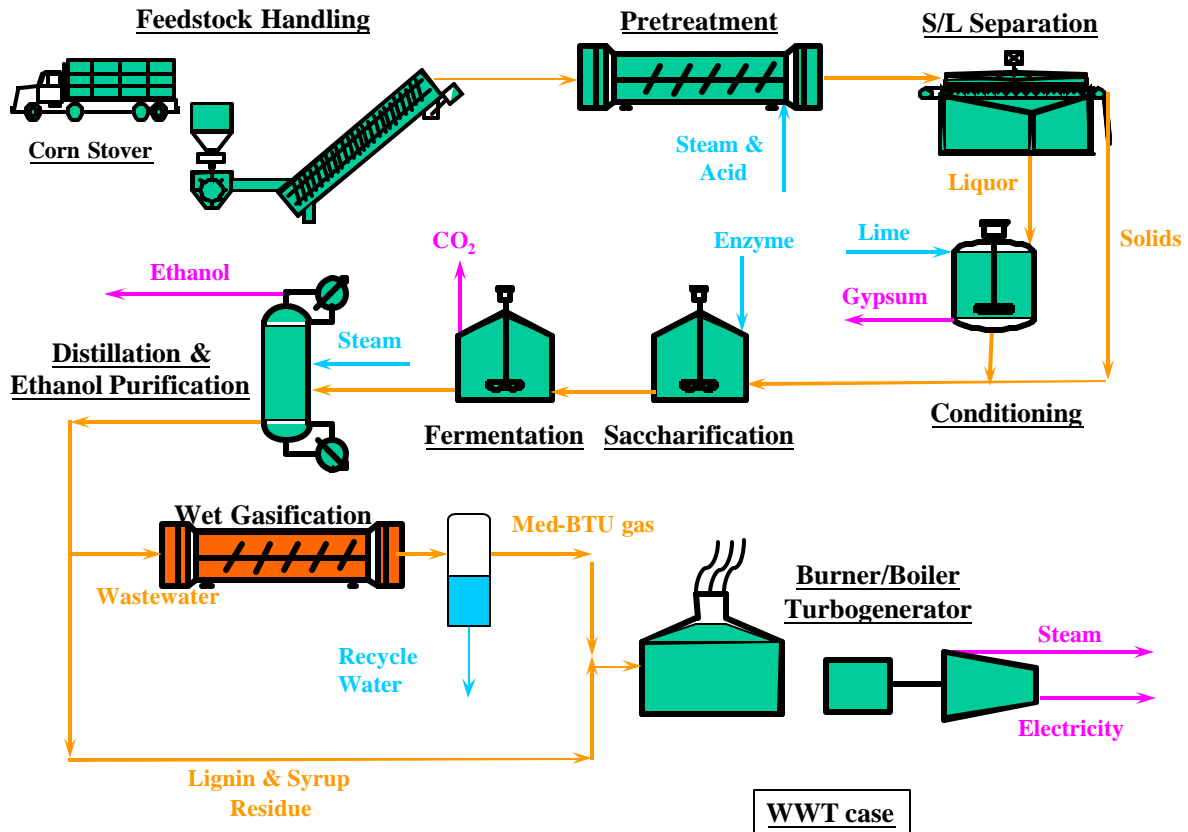 Feedstock Handling
Pretreatment
S/L Separation
Corn Stover
Steam &
Acid
Liquor
Solids
CO₂
Enzyme
Lime
Ethanol
Gypsum
Steam
Distillation &
Ethanol Purification
Fermentation
Saccharification
Conditioning
Wet Gasification
Med-BTU gas
Wastewater
Burner/Boiler
Turbogenerator
Steam
Recycle
Water
Electricity
Lignin & Syrup
Residue
WWT case